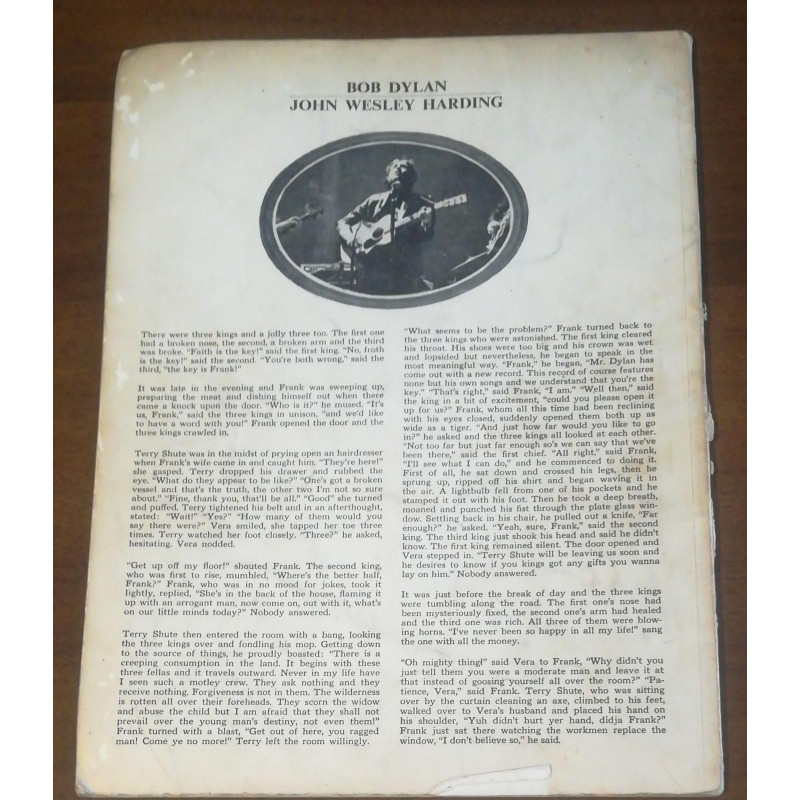 BOB DYLAN
JOHN WESLEY HARDING
There were three kings and a jolly three too. The first one
had a broken nose, the second, a broken arm and the third
was broke. "Faith is the key!" said the first king. "No, froth
is the key!" said the second. "You're both wrong," said the
third, "the key is Frank!"
It was late in the evening and Frank was sweeping up,
preparing the meat and dishing himself out when there
came a knock upon the door. "Who is it?" he mused. "It's
us, Frank," said the three kings in unison, "and we'd like
to have a word with you!" Frank opened the door and the
three kings crawled in.
Terry Shute was in the midst of prying open an hairdresser
when Frank's wife came in and caught him. "They're here!"
she gasped. Terry dropped his drawer and rubbed the
eye. "What do they appear to be like?" "One's got a broken
vessel and that's the truth, the other two I'm not so sure
about." "Fine, thank you, that'll be all." "Good" she turned
and puffed. Terry tightened his belt and in an afterthought,
stated: "Wait!" "Yes?" "How many of them would you
say there were?" Vera smiled, she tapped her toe three
times. Terry watched her foot closely. "Three?" he asked,
hesitating. Vera nodded.
"Get up off my floor!" shouted Frank. The second king,
who was first to rise, mumbled, "Where's the better half,
Frank?" Frank, who was in no mood for jokes, took it
lightly, replied, "She's in the back of the house, flaming it
up with an arrogant man, now come on, out with it, what's
on our little minds today?" Nobody answered.
Terry Shute then entered the room with a bang, looking
the three kings over and fondling his mop. Getting down
to the source of things, he proudly boasted: "There is a
creeping consumption in the land. It begins with these
three fellas and it travels outward. Never in my life have
I seen such a motley crew. They ask nothing and they
receive nothing. Forgiveness is not in them. The wilderness
is rotten all over their foreheads. They scorn the widow
and abuse the child but I am afraid that they shall not
prevail over the young man's destiny, not even them!"
Frank turned with a blast, "Get out of here, you ragged
man! Come ye no more!" Terry left the room willingly.
"What seems to be the problem?" Frank turned back to
the three kings who were astonished. The first king cleared
his throat. His shoes were too big and his crown was wet
and lopsided but nevertheless, he began to speak in the
most meaningful way. "Frank," he began, "Mr. Dylan has
come out with a new record. This record of course features
none but his own songs and we understand that you're the
key." "That's right," said Frank, "I am." "Well then," said
the king in a bit of excitement, "could you please open it
up for us?" Frank, whom all this time had been reclining
with his eyes closed, suddenly opened them both up as
wide as a tiger. "And just how far would you like to go
in?" he asked and the three kings all looked at each other.
"Not too far but just far enough so's we can say that we've
been there," said the first chief. "All right," said Frank,
"I'll see what I can do," and he commenced to doing it.
First of all, he sat down and crossed his legs, then he
sprung up, ripped off his shirt and began waving it in
the air. A lightbulb fell from one of his pockets and he
stamped it out with his foot. Then he took a deep breath,
moaned and punched his fist through the plate glass win-
dow. Settling back in his chair, he pulled out a knife, "Far
enough?" he asked. "Yeah, sure, Frank," said the second
king. The third king just shook his head and said he didn't
know. The first king remained silent. The door opened and
Vera stepped in. "Terry Shute will be leaving us soon and
he desires to know if you kings got any gifts you wanna
lay on him." Nobody answered.
It was just before the break of day and the three kings
were tumbling along the road. The first one's nose had
been mysteriously fixed, the second one's arm had healed
and the third one was rich. All three of them were blow-
ing horns. "I've never been so happy in all my life!" sang
the one with all the money.
"Oh mighty thing!" said Vera to Frank, "Why didn't you
just tell them you were a moderate man and leave it at
that instead of goosing yourself all over the room?" "Pa-
tience, Vera," said Frank. Terry Shute, who was sitting
over by the curtain cleaning an axe, climbed to his feet,
walked over to Vera's husband and placed his hand on
his shoulder, "Yuh didn't hurt yer hand, didja Frank?"
Frank just sat there watching the workmen replace the
window, "I don't believe so," he said.